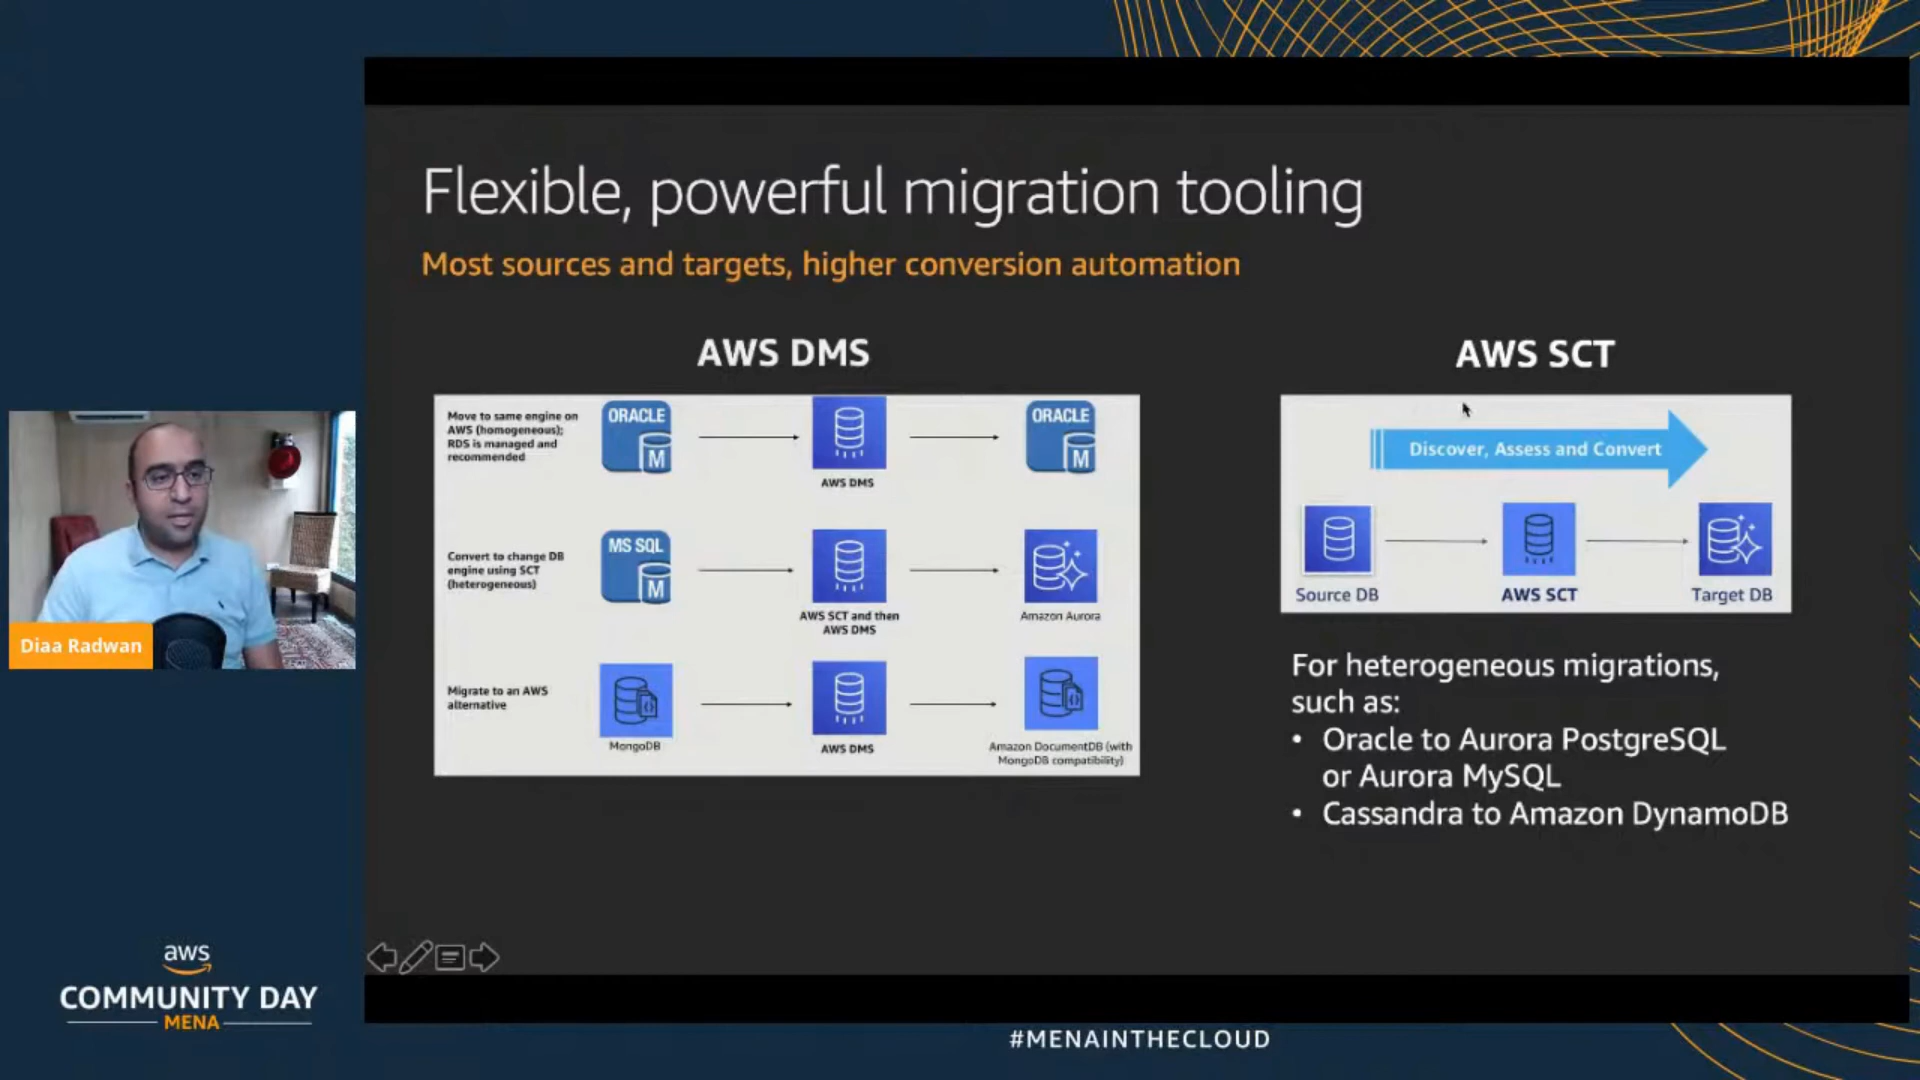 Flexible, powerful migration tooling
Most sources and targets, higher conversion automation
AWS DMS
Move to same engine on
AWS (homogeneous);
RDS is managed and
recommended
ORACLE
M
AWS DMS
ORACLE
M
Convert to change DB
engine using SCT
(heterogeneous)
MS SQL
M
AWS SCT and then
AWS DMS
Amazon Aurora
Migrate to an AWS
alternative
MongoDB
AWS DMS
Amazon DocumentDB (with
MongoDB compatibility)
AWS SCT
Discover, Assess and Convert
Source DB
AWS SCT
Target DB
For heterogeneous migrations,
such as:
• Oracle to Aurora PostgreSQL
or Aurora MySQL
• Cassandra to Amazon DynamoDB
Diaa Radwan
aws
COMMUNITY DAY
MENA
#MENAINTHECLOUD